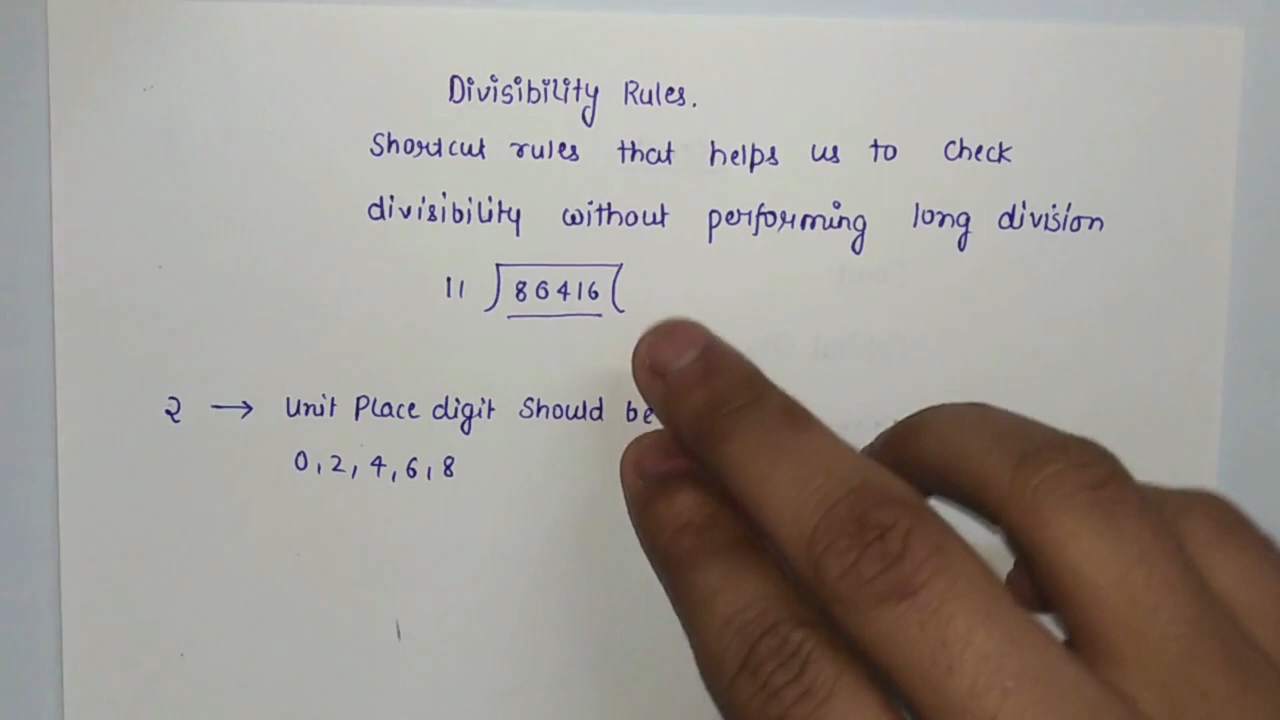 Divisibility Rules.
Shortcut rules that helps us to check
divisibility without performing long division
11 ) 86416 (
2 → Unit Place digit Should be
0, 2, 4, 6, 8